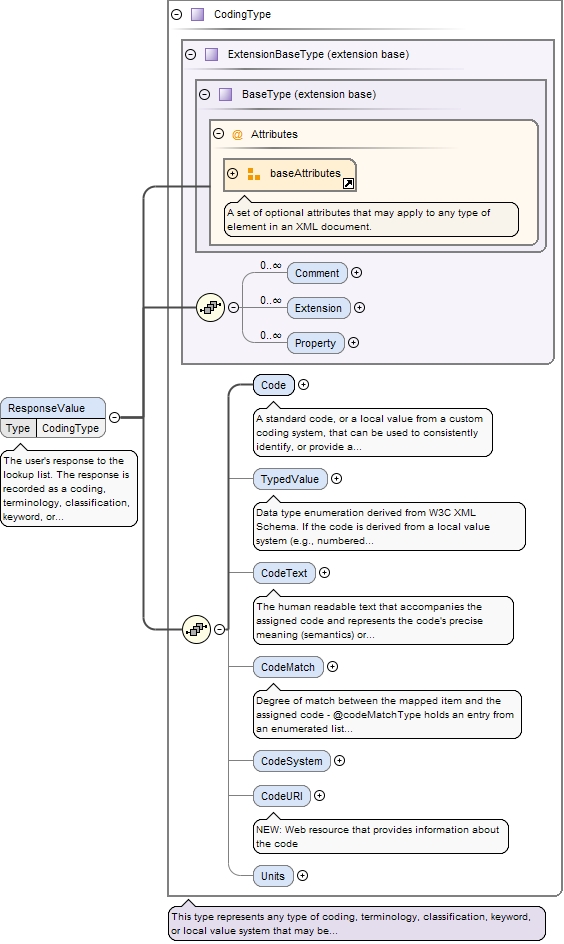 CodingType
ExtensionBaseType (extension base)
BaseType (extension base)
@ Attributes
baseAttributes
A set of optional attributes that may apply to any type of
element in an XML document.
0..∞
Comment
0..∞
Extension
0..∞
Property
ResponseValue
Type CodingType
The user's response to the
lookup list. The response is
recorded as a coding,
terminology, classification,
keyword, or...
Code
A standard code, or a local value from a custom
coding system, that can be used to consistently
identify, or provide a...
TypedValue
Data type enumeration derived from W3C XML
Schema. If the code is derived from a local value
system (e.g., numbered...
CodeText
The human readable text that accompanies the
assigned code and represents the code's precise
meaning (semantics) or...
CodeMatch
Degree of match between the mapped item and the
assigned code - @codeMatchType holds an entry from
an enumerated list...
CodeSystem
CodeURI
NEW: Web resource that provides information about
the code
Units
This type represents any type of coding, terminology, classification, keyword,
or local value system that may be...